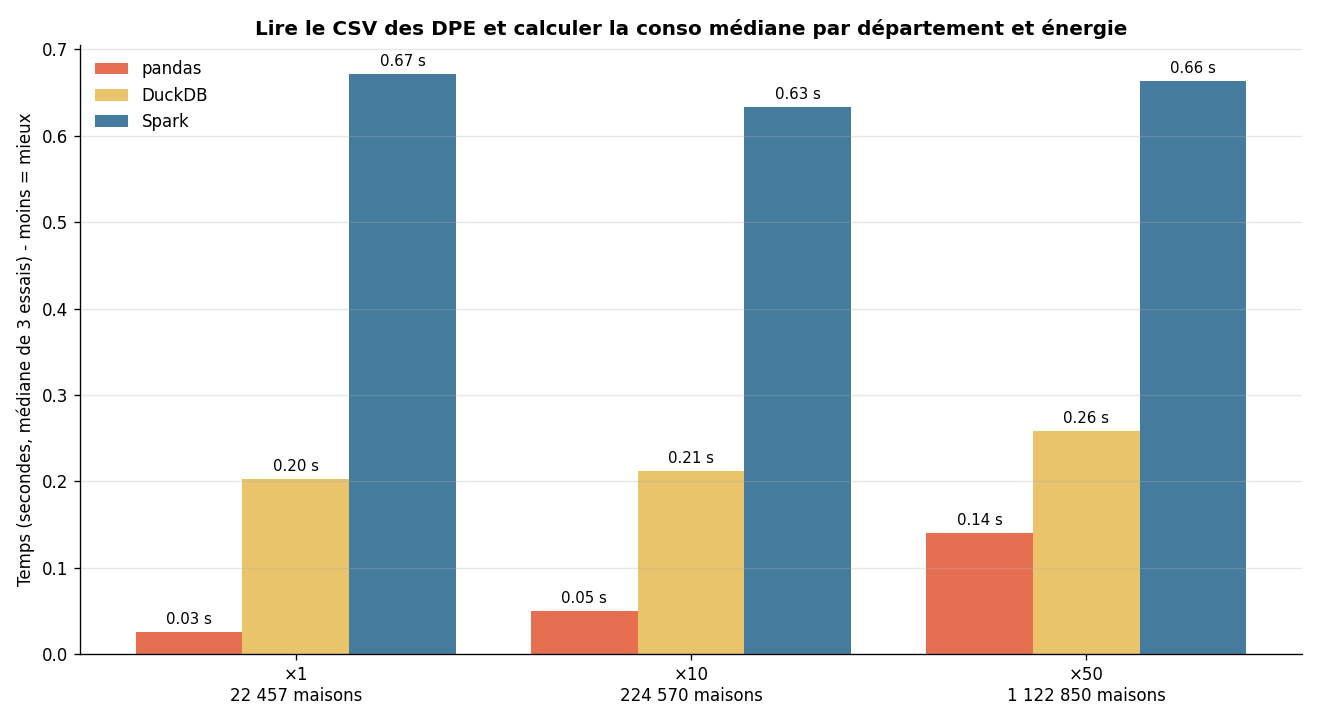 Lire le CSV des DPE et calculer la conso médiane par département et énergie
Temps (secondes, médiane de 3 essais) - moins = mieux
0.7
0.6
0.5
0.4
0.3
0.2
0.1
0.0
pandas
DuckDB
Spark
0.03 s
0.20 s
0.67 s
0.05 s
0.21 s
0.63 s
0.14 s
0.26 s
0.66 s
×1
22 457 maisons
×10
224 570 maisons
×50
1 122 850 maisons